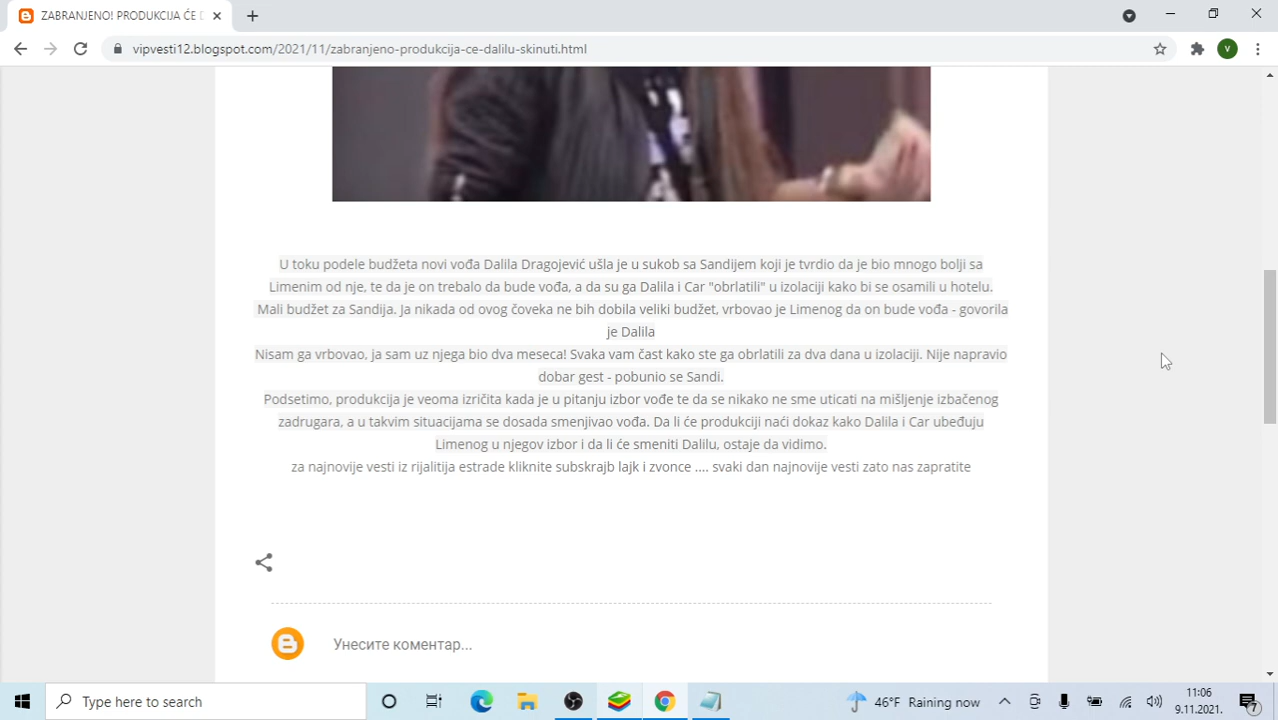 ZABRANJENO! PRODUKCIJA ĆE D
vipvesti12.blogspot.com/2021/11/zabranjeno-produkcija-ce-dalilu-skinuti.html
V
U toku podele budžeta novi vođa Dalila Dragojević ušla je u sukob sa Sandijem koji je tvrdio da je bio mnogo bolji sa
Limenim od nje, te da je on trebalo da bude vođa, a da su ga Dalila i Car "obrlatili" u izolaciji kako bi se osamili u hotelu.
Mali budžet za Sandija. Ja nikada od ovog čoveka ne bih dobila veliki budžet, vrbovao je Limenog da on bude vođa - govorila
je Dalila
Nisam ga vrbovao, ja sam uz njega bio dva meseca! Svaka vam čast kako ste ga obrlatili za dva dana u izolaciji. Nije napravio
dobar gest - pobunio se Sandi.
Podsetimo, produkcija je veoma izričita kada je u pitanju izbor vođe te da se nikako ne sme uticati na mišljenje izbačenog
zadrugara, a u takvim situacijama se dosada smenjivao vođa. Da li će produkciji naći dokaz kako Dalila i Car ubeđuju
Limenog u njegov izbor i da li će smeniti Dalilu, ostaje da vidimo.
za najnovije vesti iz rijalitija estrade kliknite subskrajb lajk i zvonce .... svaki dan najnovije vesti zato nas zapratite
Унесите коментар...
Type here to search
46°F Raining now
11:06
9.11.2021.
7